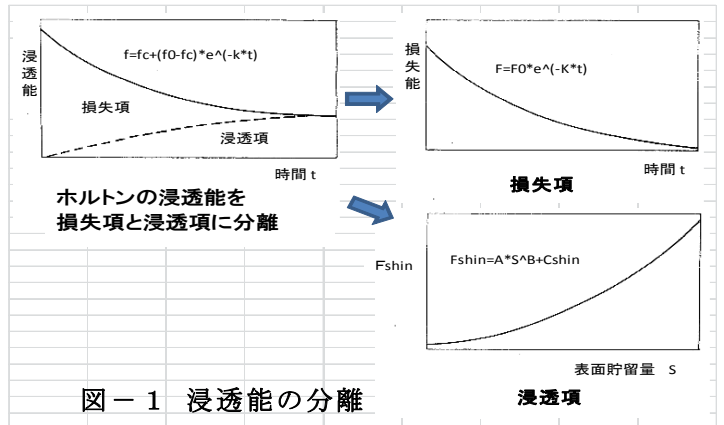 浸透能
f=fc+(f0-fc)*e^(-k*t)
損失項
浸透項
時間 t
ホルトンの浸透能を
損失項と浸透項に分離
損失能
F=F0*e^(-K*t)
時間 t
損失項
Fshin
Fshin=A*S^B+Cshin
表面貯留量 S
浸透項
図－1 浸透能の分離